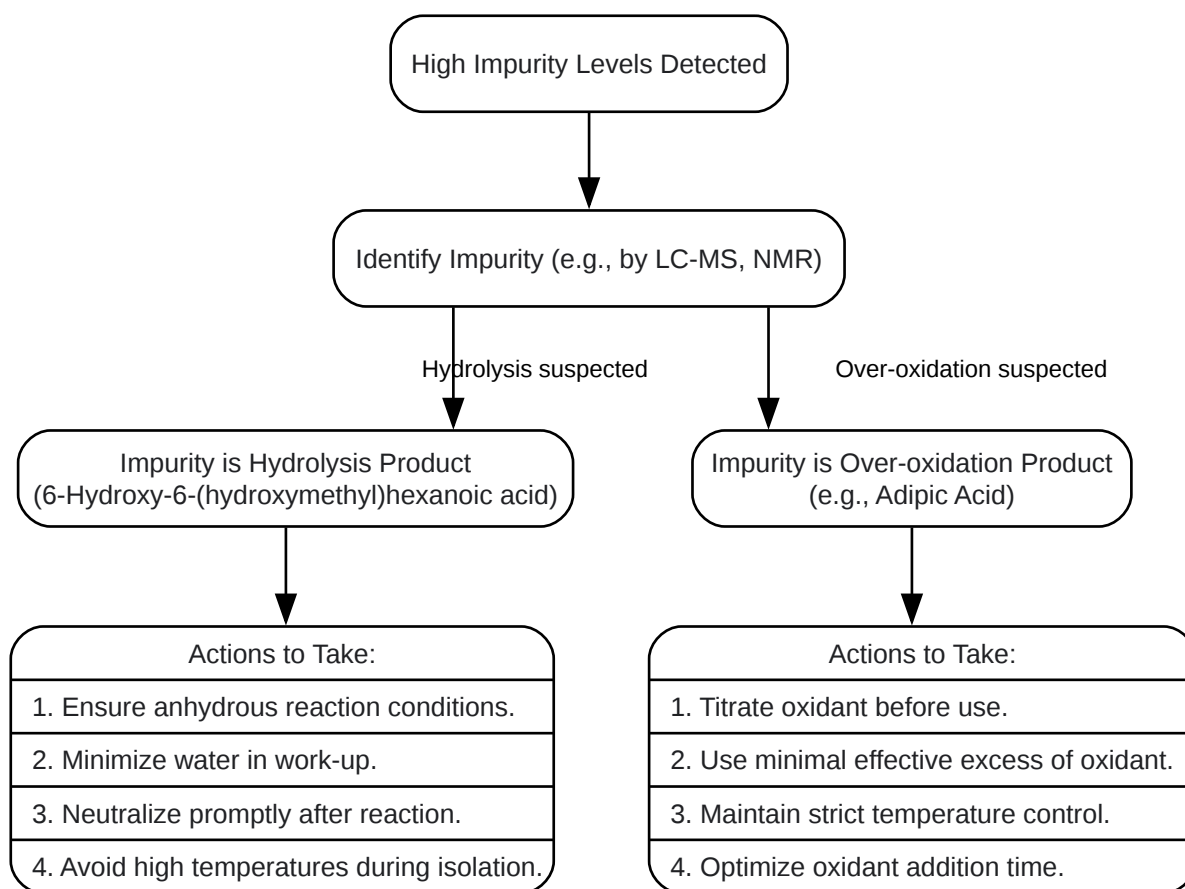 High Impurity Levels Detected
Identify Impurity (e.g., by LC-MS, NMR)
Hydrolysis suspected
Over-oxidation suspected
Impurity is Hydrolysis Product
(6-Hydroxy-6-(hydroxymethyl)hexanoic acid)
Impurity is Over-oxidation Product
(e.g., Adipic Acid)
Actions to Take:
1. Ensure anhydrous reaction conditions.
2. Minimize water in work-up.
3. Neutralize promptly after reaction.
4. Avoid high temperatures during isolation.
Actions to Take:
1. Titrate oxidant before use.
2. Use minimal effective excess of oxidant.
3. Maintain strict temperature control.
4. Optimize oxidant addition time.